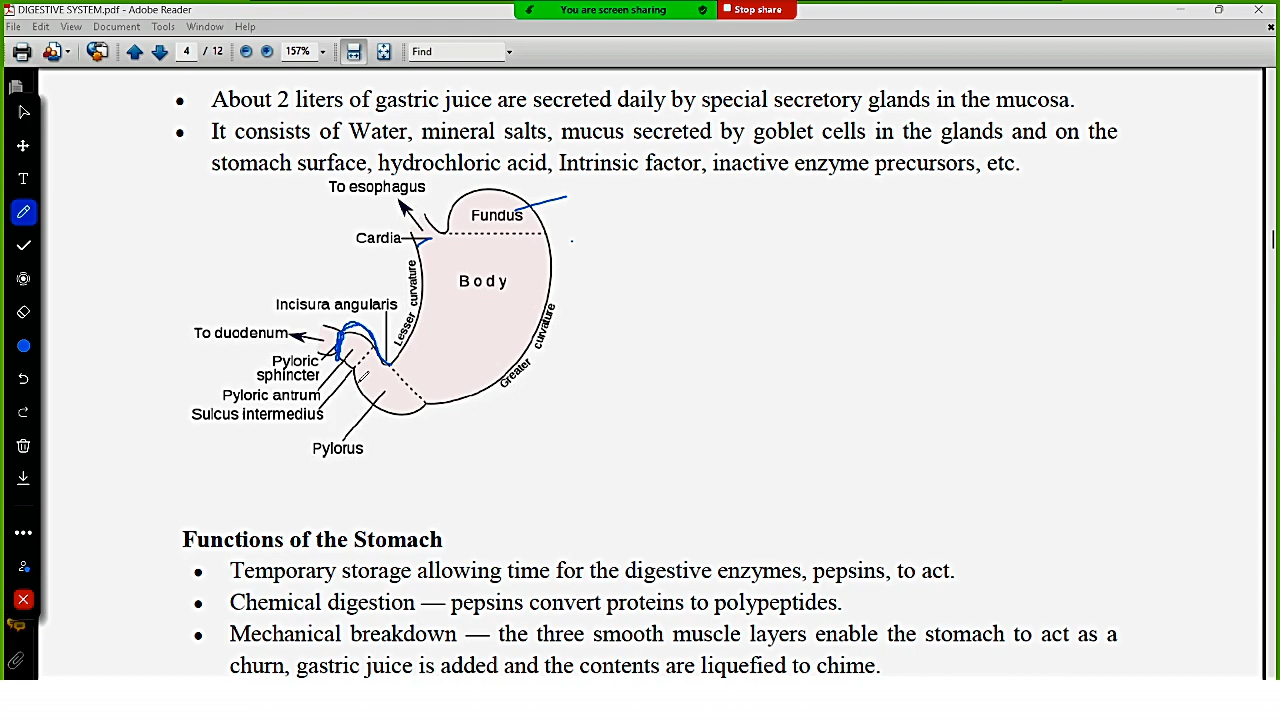 DIGESTIVE SYSTEM.pdf - Adobe Reader
You are screen sharing
Stop share
File Edit View Document Tools Window Help
4 / 12
157%
Find
• About 2 liters of gastric juice are secreted daily by special secretory glands in the mucosa.
• It consists of Water, mineral salts, mucus secreted by goblet cells in the glands and on the
stomach surface, hydrochloric acid, Intrinsic factor, inactive enzyme precursors, etc.
To esophagus
Fundus
Cardia
Body
Lesser curvature
Incisura angularis
To duodenum
Greater curvature
Pyloric
sphincter
Pyloric antrum
Sulcus intermedius
Pylorus
Functions of the Stomach
• Temporary storage allowing time for the digestive enzymes, pepsins, to act.
• Chemical digestion — pepsins convert proteins to polypeptides.
• Mechanical breakdown — the three smooth muscle layers enable the stomach to act as a
churn, gastric juice is added and the contents are liquefied to chime.